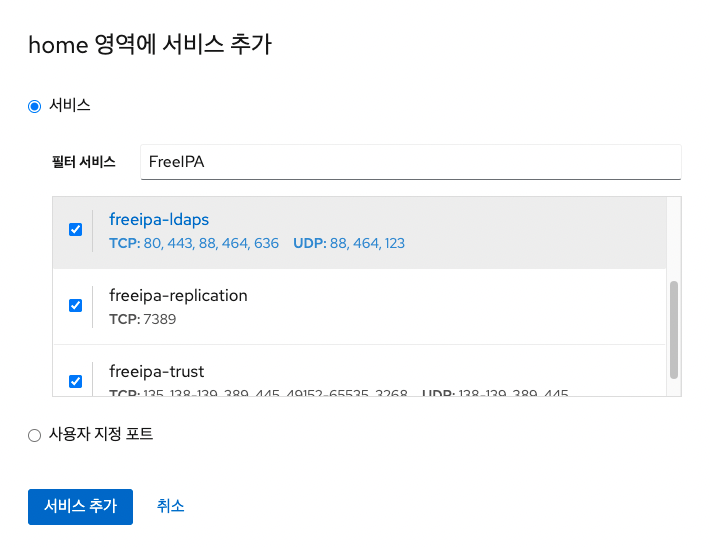 home 영역에 서비스 추가
서비스
필터 서비스 FreeIPA
freeipa-ldaps
TCP: 80, 443, 88, 464, 636 UDP: 88, 464, 123
freeipa-replication
TCP: 7389
freeipa-trust
TCP: 135, 138-139, 389, 445, 49152-65535, 3268 UDP: 138-139, 389, 445
사용자 지정 포트
서비스 추가 취소